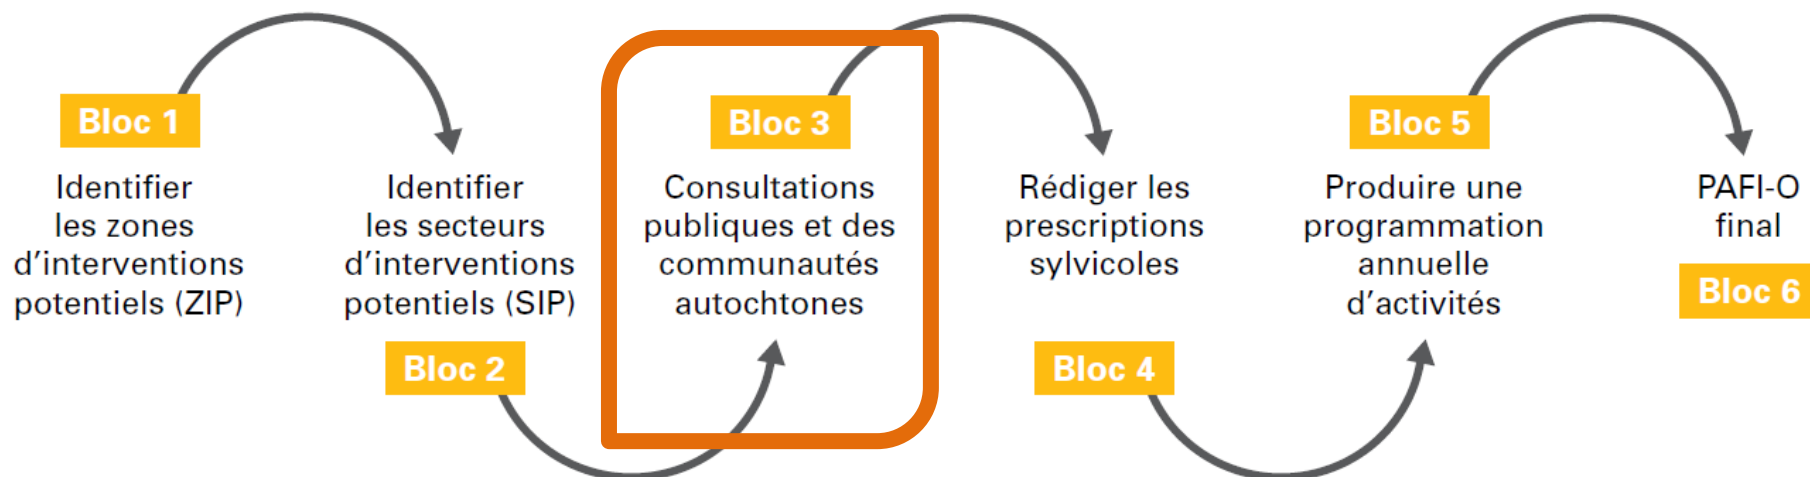 Bloc 1
Identifier
les zones
d’interventions
potentiels (ZIP)
Identifier
les secteurs
d’interventions
potentiels (SIP)
Bloc 2
Bloc 3
Consultations
publiques et des
communautés
autochtones
Rédiger les
prescriptions
sylvicoles
Bloc 4
Bloc 5
Produire une
programmation
annuelle
d’activités
PAFI-O
final
Bloc 6